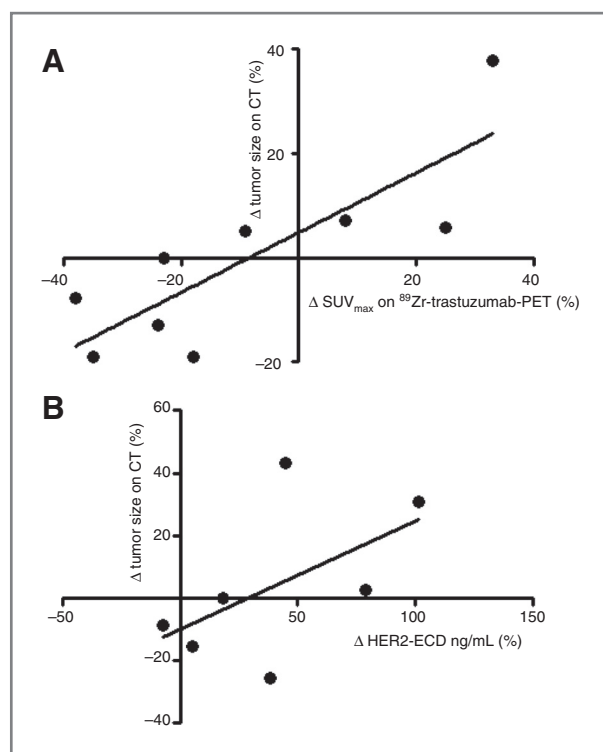 A
Δ tumor size on CT (%)
40
20
−40
−20
20
40
Δ SUVmax on ⁸⁹Zr-trastuzumab-PET (%)
−20
B
Δ tumor size on CT (%)
60
40
20
−50
50
100
150
Δ HER2-ECD ng/mL (%)
−20
−40